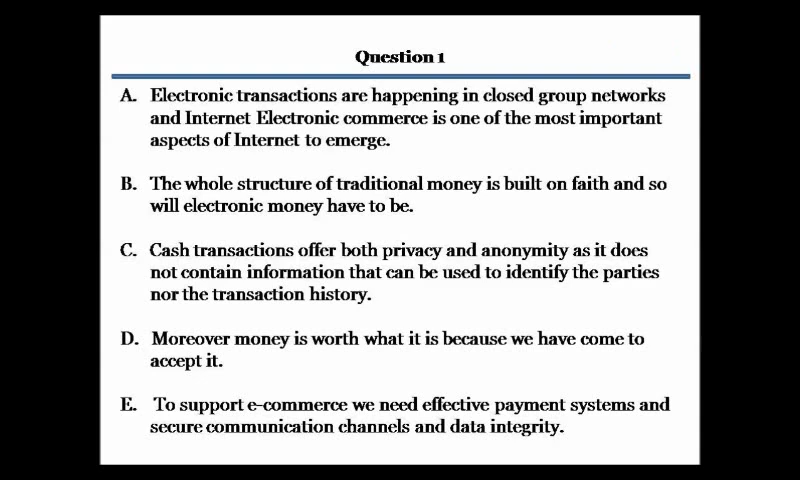 Question 1
A. Electronic transactions are happening in closed group networks
and Internet Electronic commerce is one of the most important
aspects of Internet to emerge.
B. The whole structure of traditional money is built on faith and so
will electronic money have to be.
C. Cash transactions offer both privacy and anonymity as it does
not contain information that can be used to identify the parties
nor the transaction history.
D. Moreover money is worth what it is because we have come to
accept it.
E. To support e-commerce we need effective payment systems and
secure communication channels and data integrity.